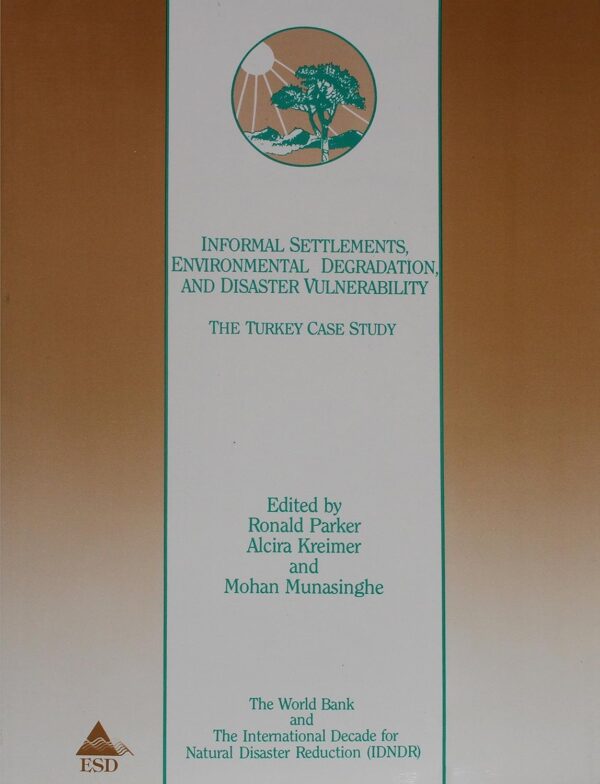 INFORMAL SETTLEMENTS,
ENVIRONMENTAL DEGRADATION,
AND DISASTER VULNERABILITY
THE TURKEY CASE STUDY
Edited by
Ronald Parker
Alcira Kreimer
and
Mohan Munasinghe
The World Bank
and
The International Decade for
Natural Disaster Reduction (IDNDR)
ESD